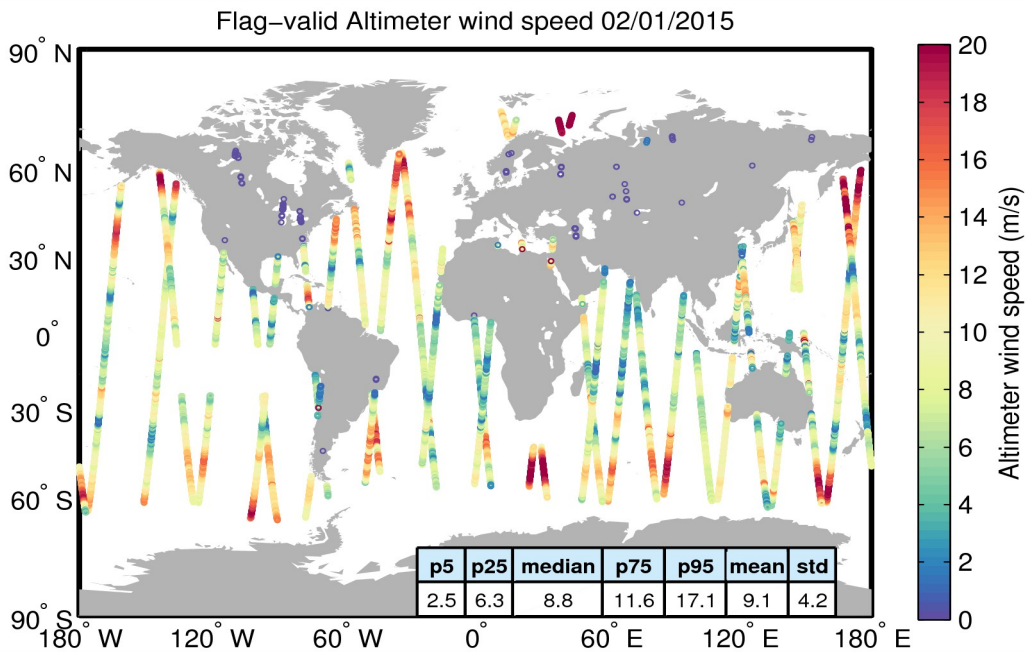 Flag−valid Altimeter wind speed 02/01/2015
90° N
60° N
30° N
0°
30° S
60° S
90° S
180° W
120° W
60° W
0°
60° E
120° E
180° E
p5 p25 median p75 p95 mean std
2.5 6.3 8.8 11.6 17.1 9.1 4.2
20
18
16
14
12
10
8
6
4
2
0
Altimeter wind speed (m/s)